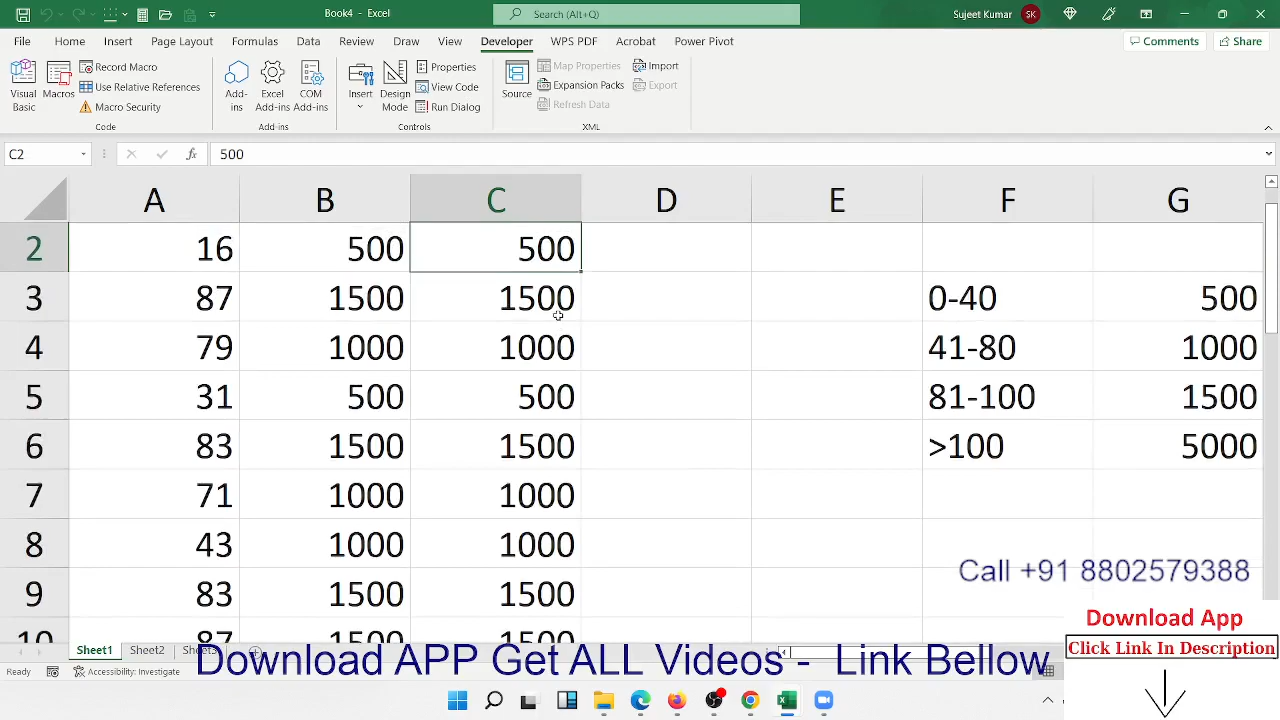 Book4 - Excel
Search (Alt+Q)
Sujeet Kumar
SK
File Home Insert Page Layout Formulas Data Review View Draw Developer WPS PDF Acrobat Power Pivot
Comments
Share
Visual Basic
Macros
Record Macro
Use Relative References
Macro Security
Code
Add-ins
Excel Add-ins
COM Add-ins
Add-ins
Insert
Design Mode
Properties
View Code
Run Dialog
Controls
Source
Map Properties
Expansion Packs
Refresh Data
Import
Export
XML
C2
fx
500
A B C D E F G
2 16 500 500
3 87 1500 1500 0-40 500
4 79 1000 1000 41-80 1000
5 31 500 500 81-100 1500
6 83 1500 1500 >100 5000
7 71 1000 1000
8 43 1000 1000
9 83 1500 1500
10 87 1500 1500
Call +91 8802579388
Download App
Click Link In Description
Sheet1 Sheet2 Sheet3
Download APP Get ALL Videos - Link Bellow
Ready
Accessibility: Investigate